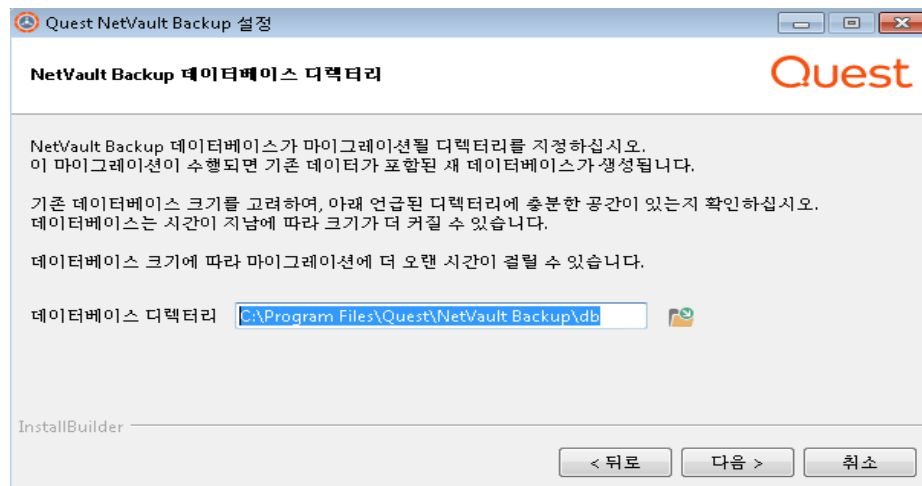 Quest NetVault Backup 설정
NetVault Backup 데이터베이스 디렉터리
Quest
NetVault Backup 데이터베이스가 마이그레이션될 디렉터리를 지정하십시오.
이 마이그레이션이 수행되면 기존 데이터가 포함된 새 데이터베이스가 생성됩니다.
기존 데이터베이스 크기를 고려하여, 아래 언급된 디렉터리에 충분한 공간이 있는지 확인하십시오.
데이터베이스는 시간이 지남에 따라 크기가 더 커질 수 있습니다.
데이터베이스 크기에 따라 마이그레이션에 더 오랜 시간이 걸릴 수 있습니다.
데이터베이스 디렉터리 C:\Program Files\Quest\NetVault Backup\db
InstallBuilder
< 뒤로 다음 > 취소